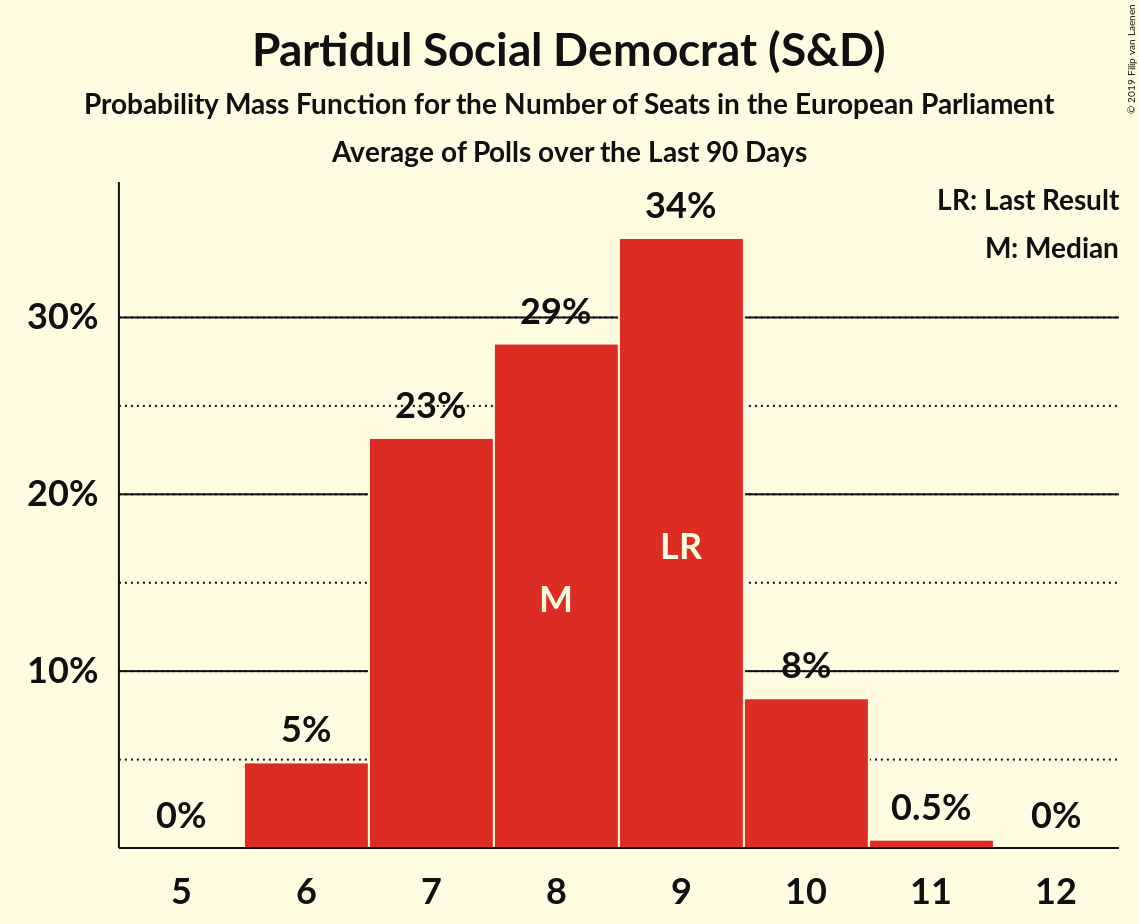 Partidul Social Democrat (S&D)
Probability Mass Function for the Number of Seats in the European Parliament
Average of Polls over the Last 90 Days
© 2019 Filip van Laenen
LR: Last Result
M: Median
34%
30%
29%
23%
20%
LR
M
10%
8%
5%
0%
0.5%
0%
5 6 7 8 9 10 11 12